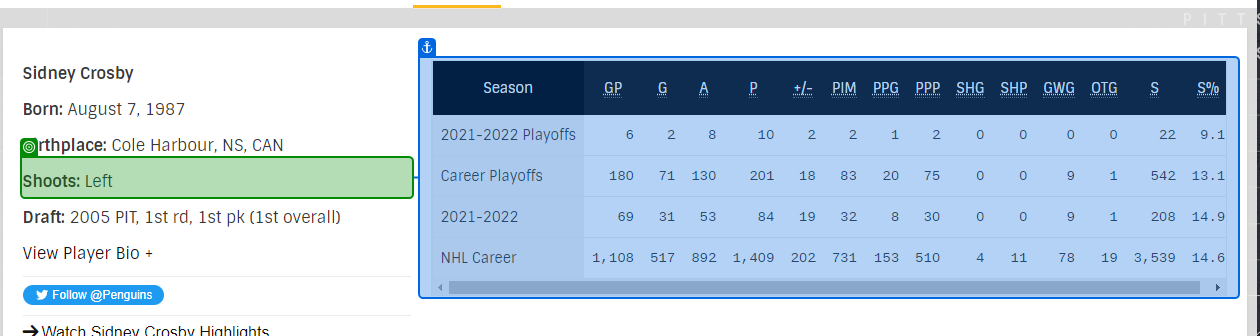 P I T T S
Sidney Crosby
Born: August 7, 1987
rthplace: Cole Harbour, NS, CAN
Shoots: Left
Draft: 2005 PIT, 1st rd, 1st pk (1st overall)
View Player Bio +
Follow @Penguins
Watch Sidney Crosby Highlights
Season GP G A P +/- PIM PPG PPP SHG SHP GWG OTG S S%
2021-2022 Playoffs 6 2 8 10 2 2 1 2 0 0 0 0 22 9.1
Career Playoffs 180 71 130 201 18 83 20 75 0 0 9 1 542 13.1
2021-2022 69 31 53 84 19 32 8 30 0 0 9 1 208 14.9
NHL Career 1,108 517 892 1,409 202 731 153 510 4 11 78 19 3,539 14.6